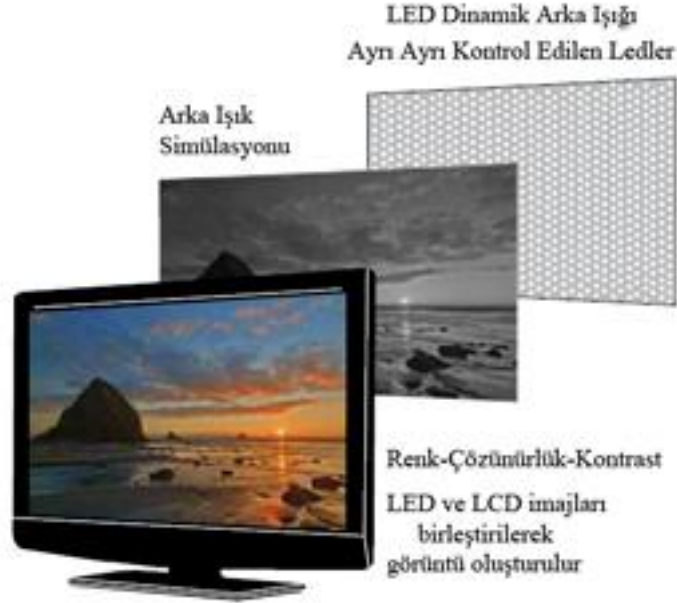 LED Dinamik Arka Işığı
Ayrı Ayrı Kontrol Edilen Ledler
Arka Işık
Simülasyonu
Renk-Çözünürlük-Kontrast
LED ve LCD imajları
birleştirilerek
görüntü oluşturulur